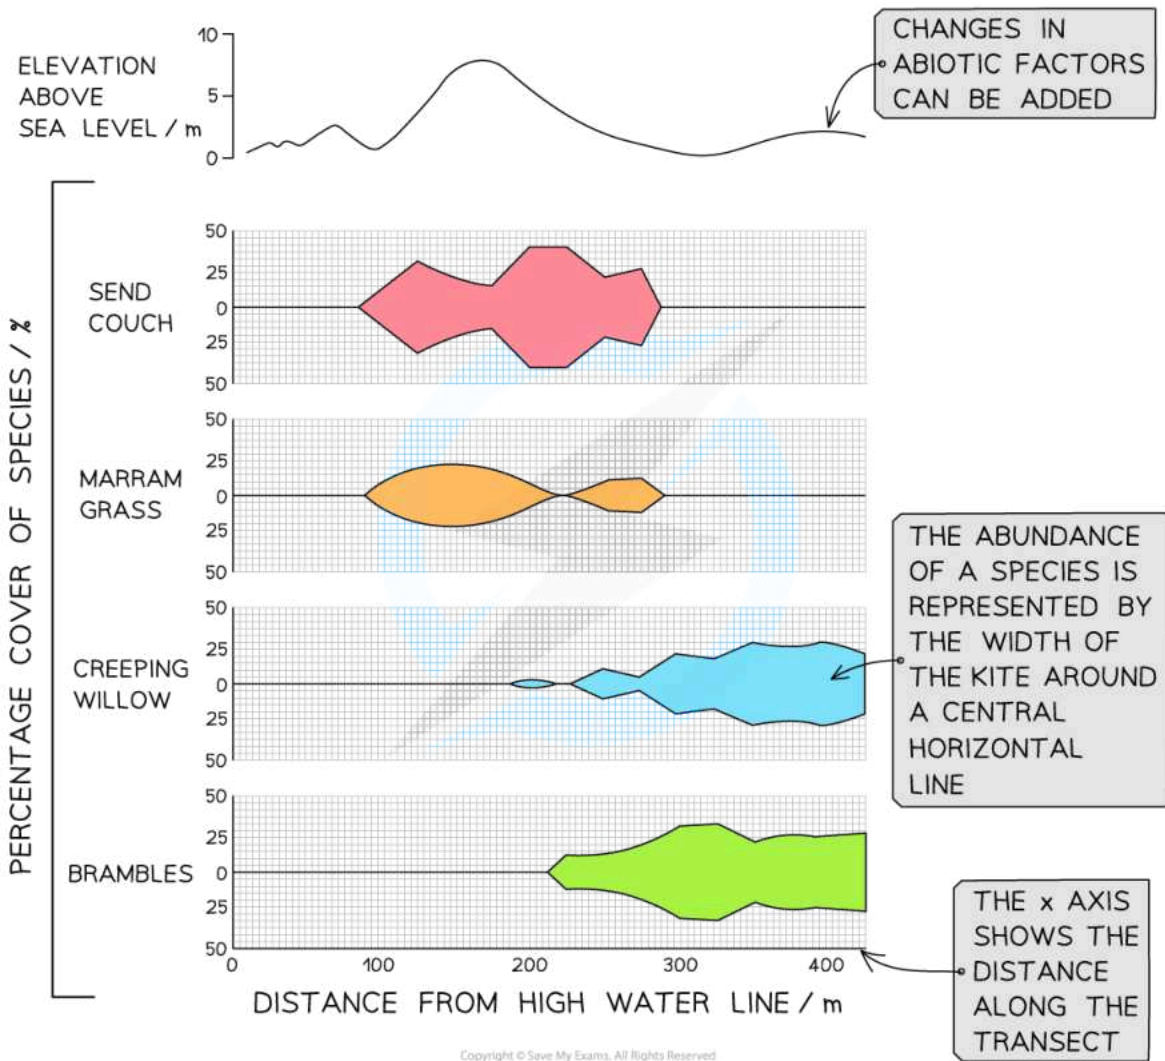 10
ELEVATION
ABOVE
SEA LEVEL / m
5
0
CHANGES IN
ABIOTIC FACTORS
CAN BE ADDED
PERCENTAGE COVER OF SPECIES / %
SEND
COUCH
50
25
0
25
50
MARRAM
GRASS
50
25
0
25
50
CREEPING
WILLOW
50
25
0
25
50
THE ABUNDANCE
OF A SPECIES IS
REPRESENTED BY
THE WIDTH OF
THE KITE AROUND
A CENTRAL
HORIZONTAL
LINE
BRAMBLES
50
25
0
25
50
0 100 200 300 400
DISTANCE FROM HIGH WATER LINE / m
THE x AXIS
SHOWS THE
DISTANCE
ALONG THE
TRANSECT
Copyright © Save My Exams. All Rights Reserved